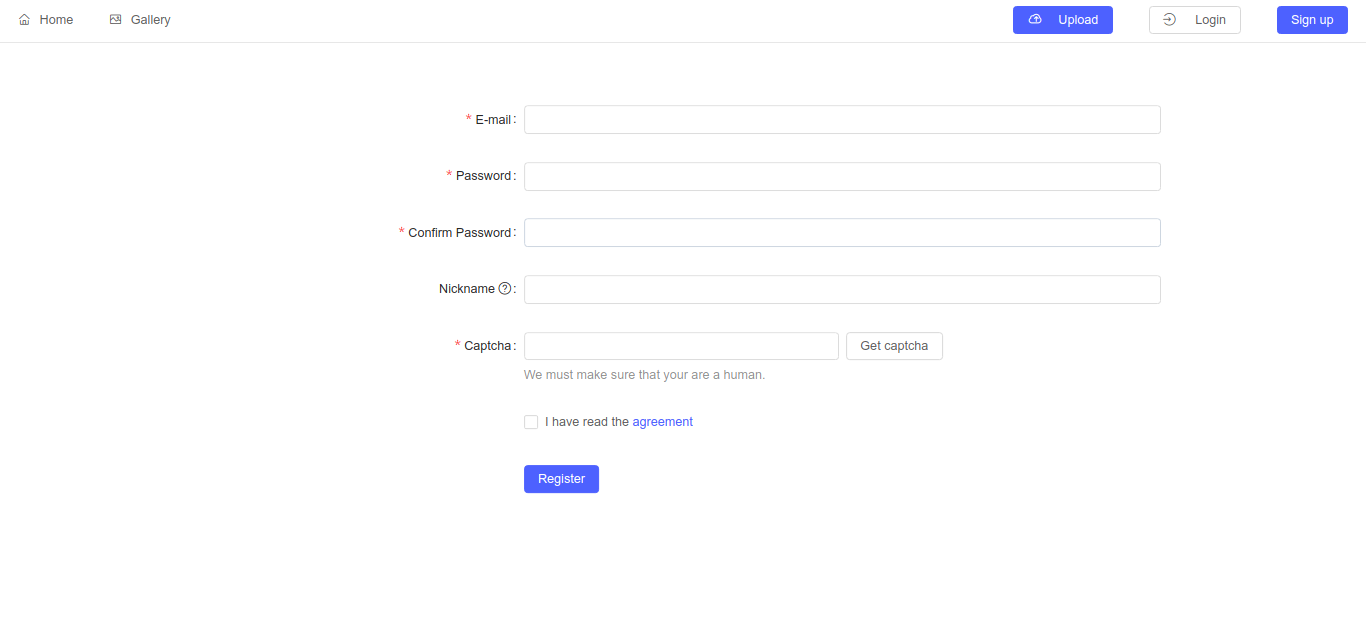 Home Gallery Upload Login Sign up
* E-mail:
* Password:
* Confirm Password:
Nickname ?:
* Captcha: Get captcha
We must make sure that your are a human.
I have read the agreement
Register